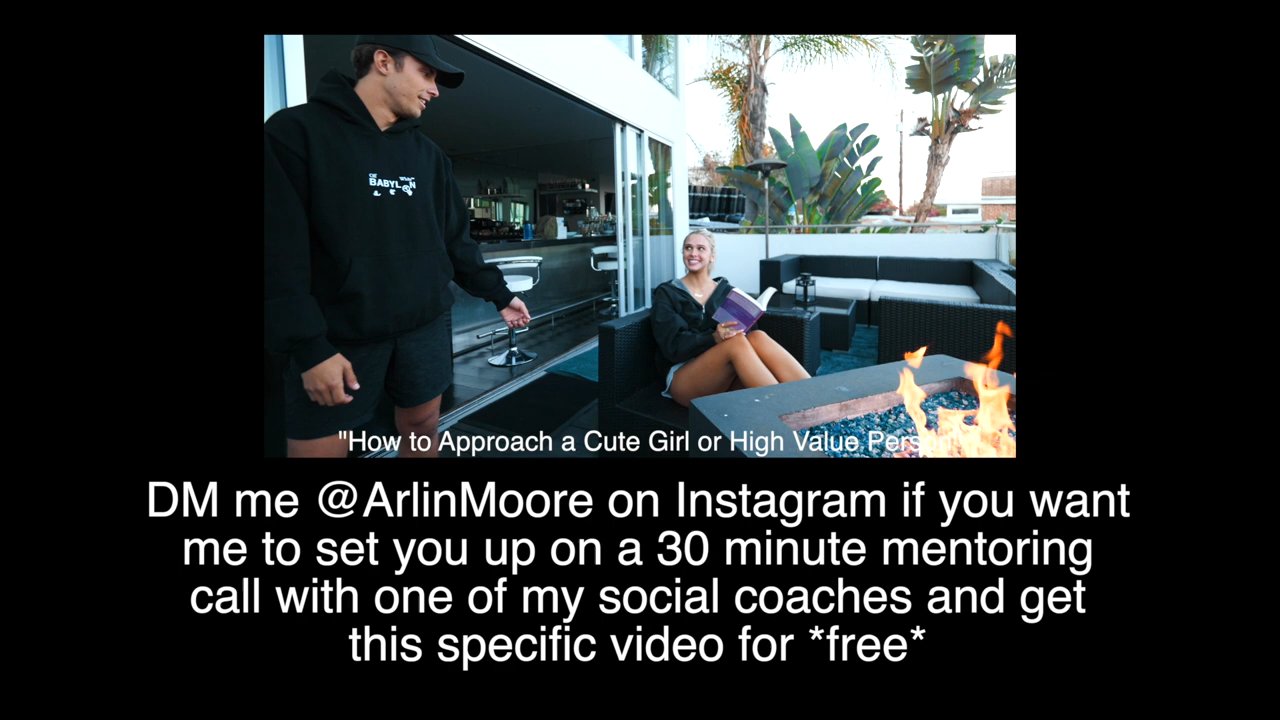 BABYL
"How to Approach a Cute Girl or High Value Person"
DM me @ArlinMoore on Instagram if you want
me to set you up on a 30 minute mentoring
call with one of my social coaches and get
this specific video for *free*